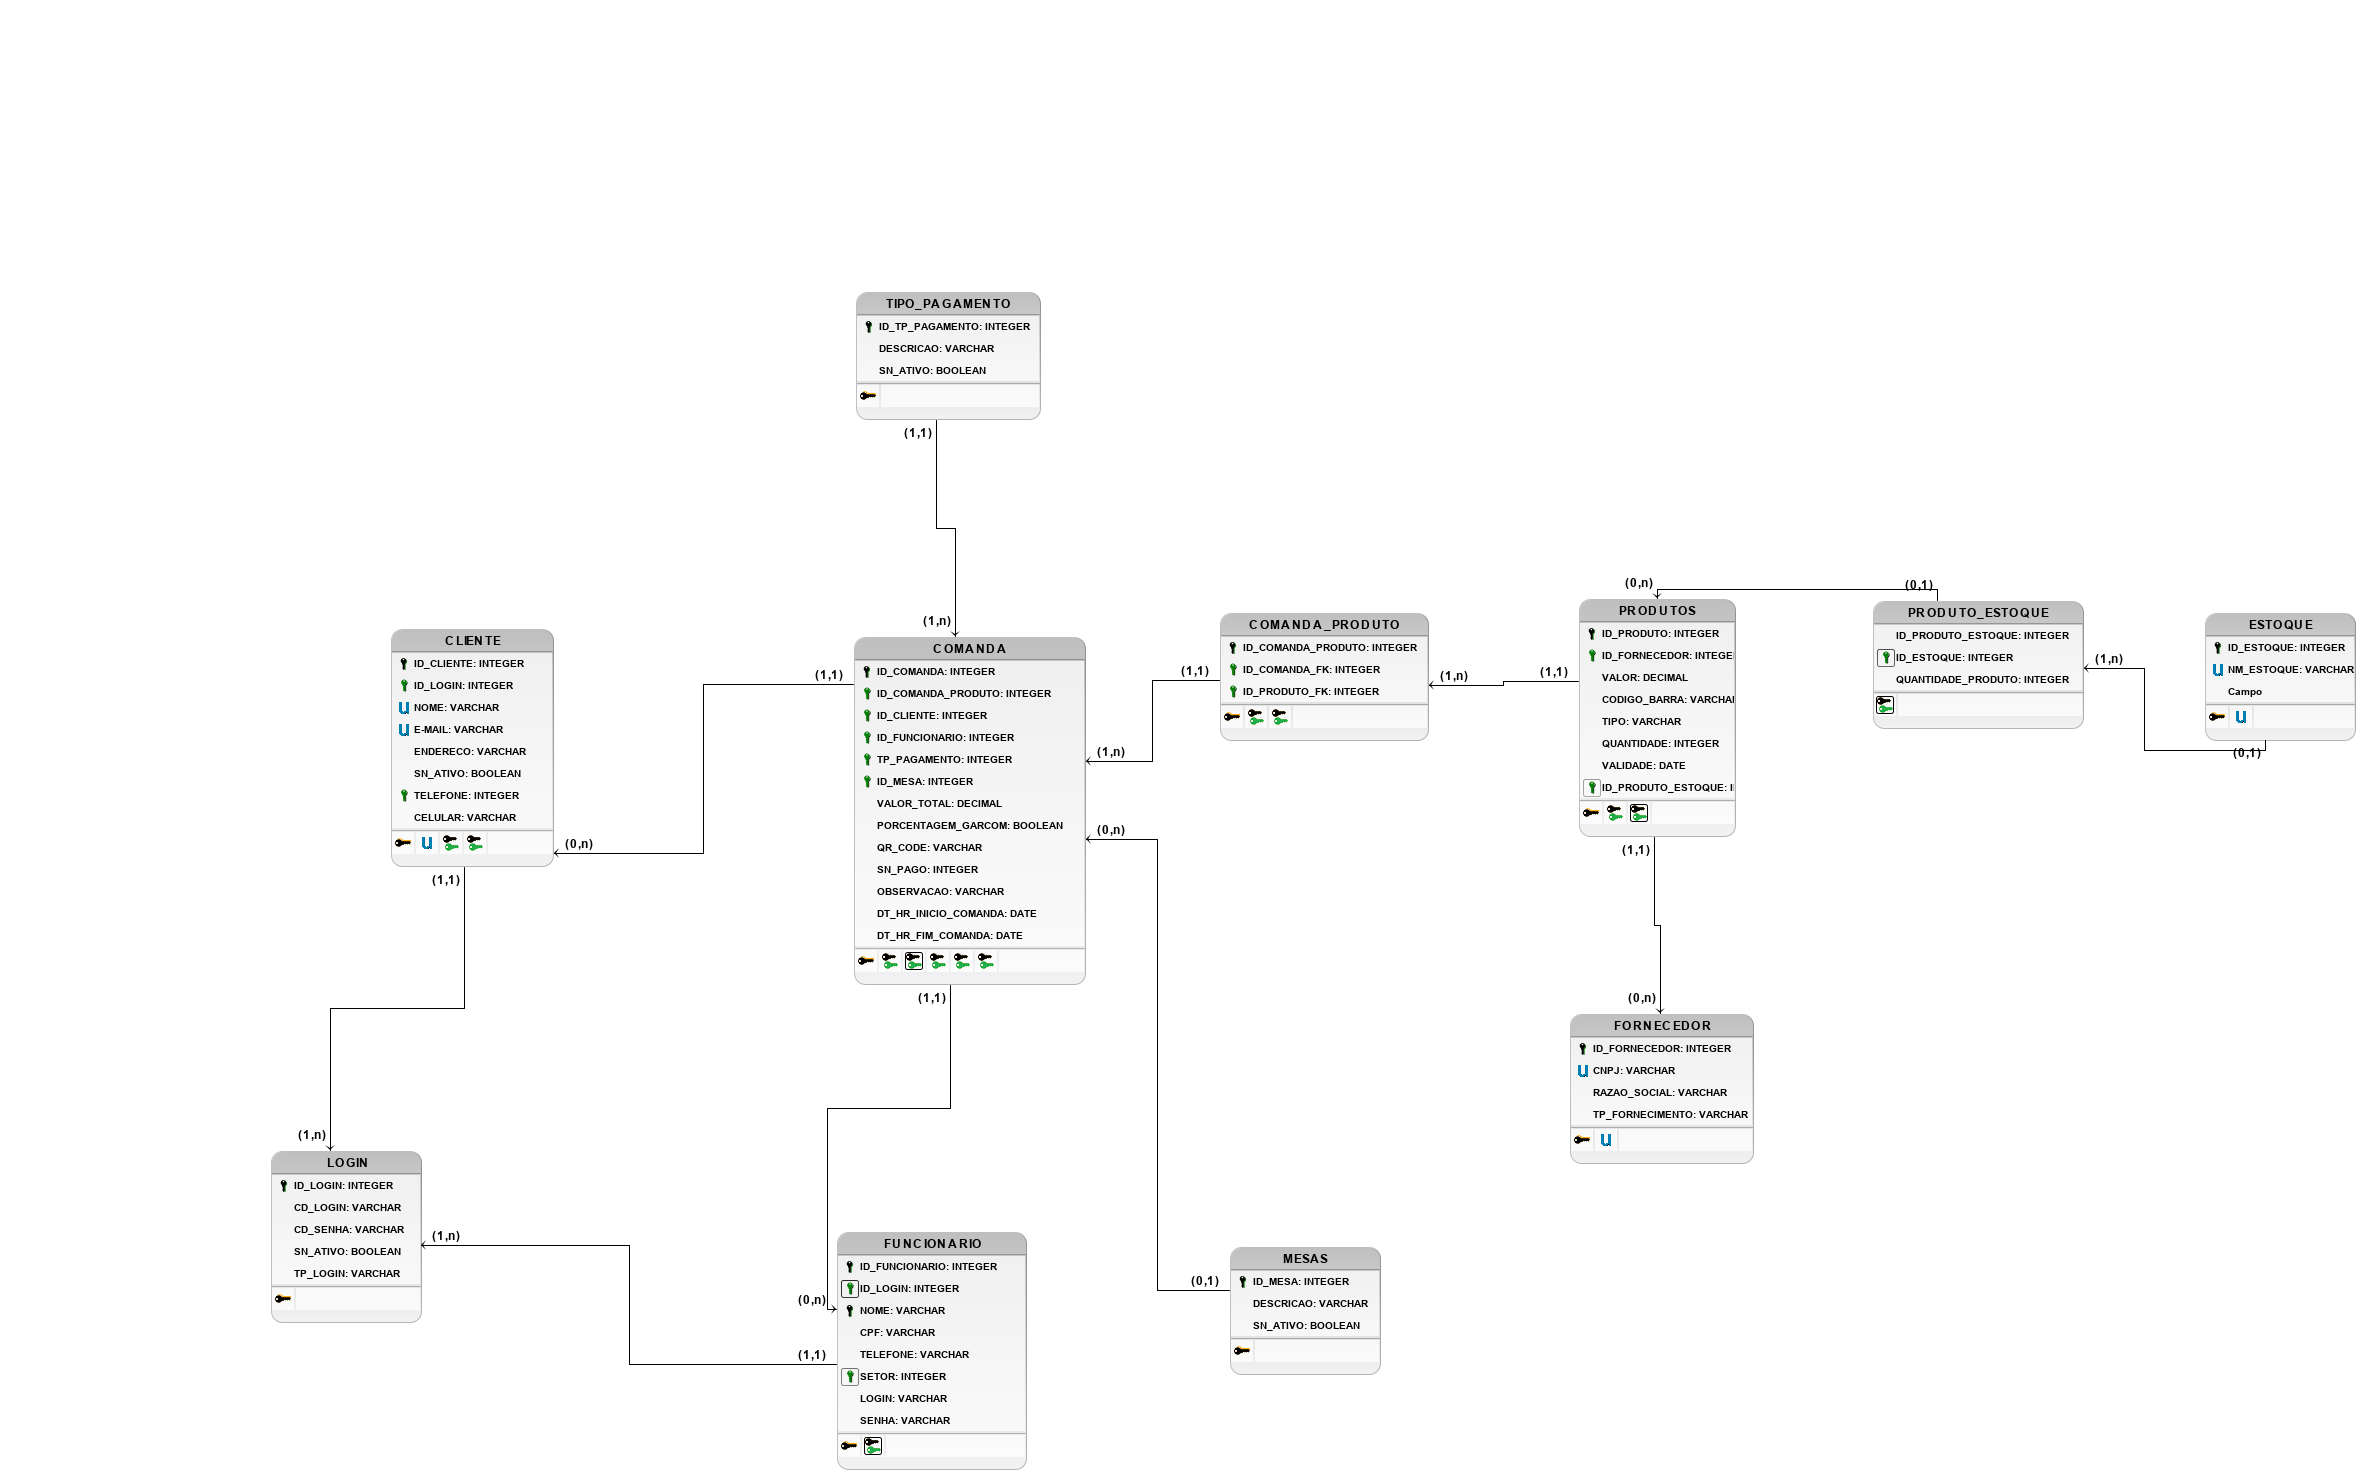 TIPO_PAGAMENTO
ID_TP_PAGAMENTO: INTEGER
DESCRICAO: VARCHAR
SN_ATIVO: BOOLEAN
(1,1)
(1,n)
CLIENTE
ID_CLIENTE: INTEGER
ID_LOGIN: INTEGER
NOME: VARCHAR
E-MAIL: VARCHAR
ENDERECO: VARCHAR
SN_ATIVO: BOOLEAN
TELEFONE: INTEGER
CELULAR: VARCHAR
U
U
U
(1,1)
(0,n)
(1,1)
COMANDA
ID_COMANDA: INTEGER
ID_COMANDA_PRODUTO: INTEGER
ID_CLIENTE: INTEGER
ID_FUNCIONARIO: INTEGER
TP_PAGAMENTO: INTEGER
ID_MESA: INTEGER
VALOR_TOTAL: DECIMAL
PORCENTAGEM_GARCOM: BOOLEAN
QR_CODE: VARCHAR
SN_PAGO: INTEGER
OBSERVACAO: VARCHAR
DT_HR_INICIO_COMANDA: DATE
DT_HR_FIM_COMANDA: DATE
(1,1)
(1,n)
(0,n)
(1,1)
COMANDA_PRODUTO
ID_COMANDA_PRODUTO: INTEGER
ID_COMANDA_FK: INTEGER
ID_PRODUTO_FK: INTEGER
(1,n)
(1,1)
(0,n)
PRODUTOS
ID_PRODUTO: INTEGER
ID_FORNECEDOR: INTEGE
VALOR: DECIMAL
CODIGO_BARRA: VARCHA
TIPO: VARCHAR
QUANTIDADE: INTEGER
VALIDADE: DATE
ID_PRODUTO_ESTOQUE: I
(1,1)
(0,n)
(0,1)
PRODUTO_ESTOQUE
ID_PRODUTO_ESTOQUE: INTEGER
ID_ESTOQUE: INTEGER
QUANTIDADE_PRODUTO: INTEGER
(1,n)
ESTOQUE
ID_ESTOQUE: INTEGER
NM_ESTOQUE: VARCHAR
Campo
U
U
(0,1)
FORNECEDOR
ID_FORNECEDOR: INTEGER
CNPJ: VARCHAR
RAZAO_SOCIAL: VARCHAR
TP_FORNECIMENTO: VARCHAR
U
U
(1,n)
LOGIN
ID_LOGIN: INTEGER
CD_LOGIN: VARCHAR
CD_SENHA: VARCHAR
SN_ATIVO: BOOLEAN
TP_LOGIN: VARCHAR
(1,n)
(0,n)
(1,1)
FUNCIONARIO
ID_FUNCIONARIO: INTEGER
ID_LOGIN: INTEGER
NOME: VARCHAR
CPF: VARCHAR
TELEFONE: VARCHAR
SETOR: INTEGER
LOGIN: VARCHAR
SENHA: VARCHAR
(0,1)
MESAS
ID_MESA: INTEGER
DESCRICAO: VARCHAR
SN_ATIVO: BOOLEAN